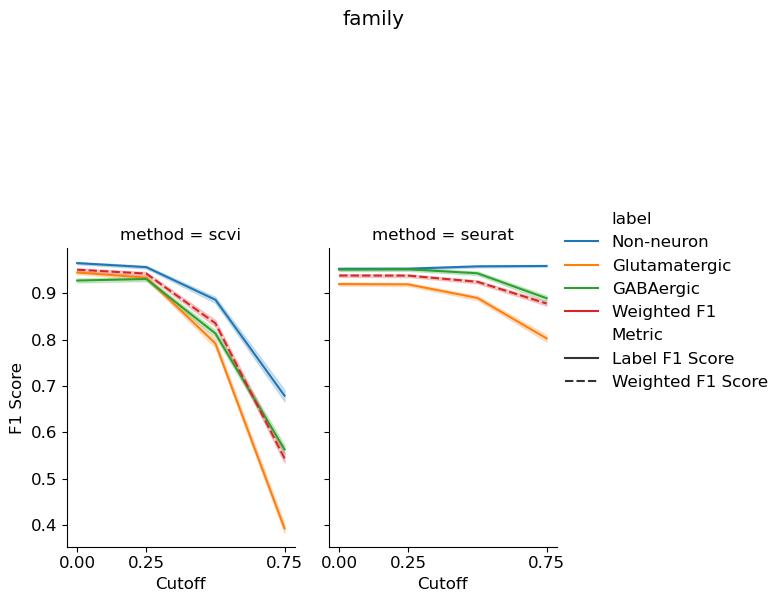 family
method = scvi
method = seurat
F1 Score
0.9
0.8
0.7
0.6
0.5
0.4
0.00
0.25
0.75
Cutoff
0.00
0.25
0.75
Cutoff
label
Non-neuron
Glutamatergic
GABAergic
Weighted F1
Metric
Label F1 Score
Weighted F1 Score